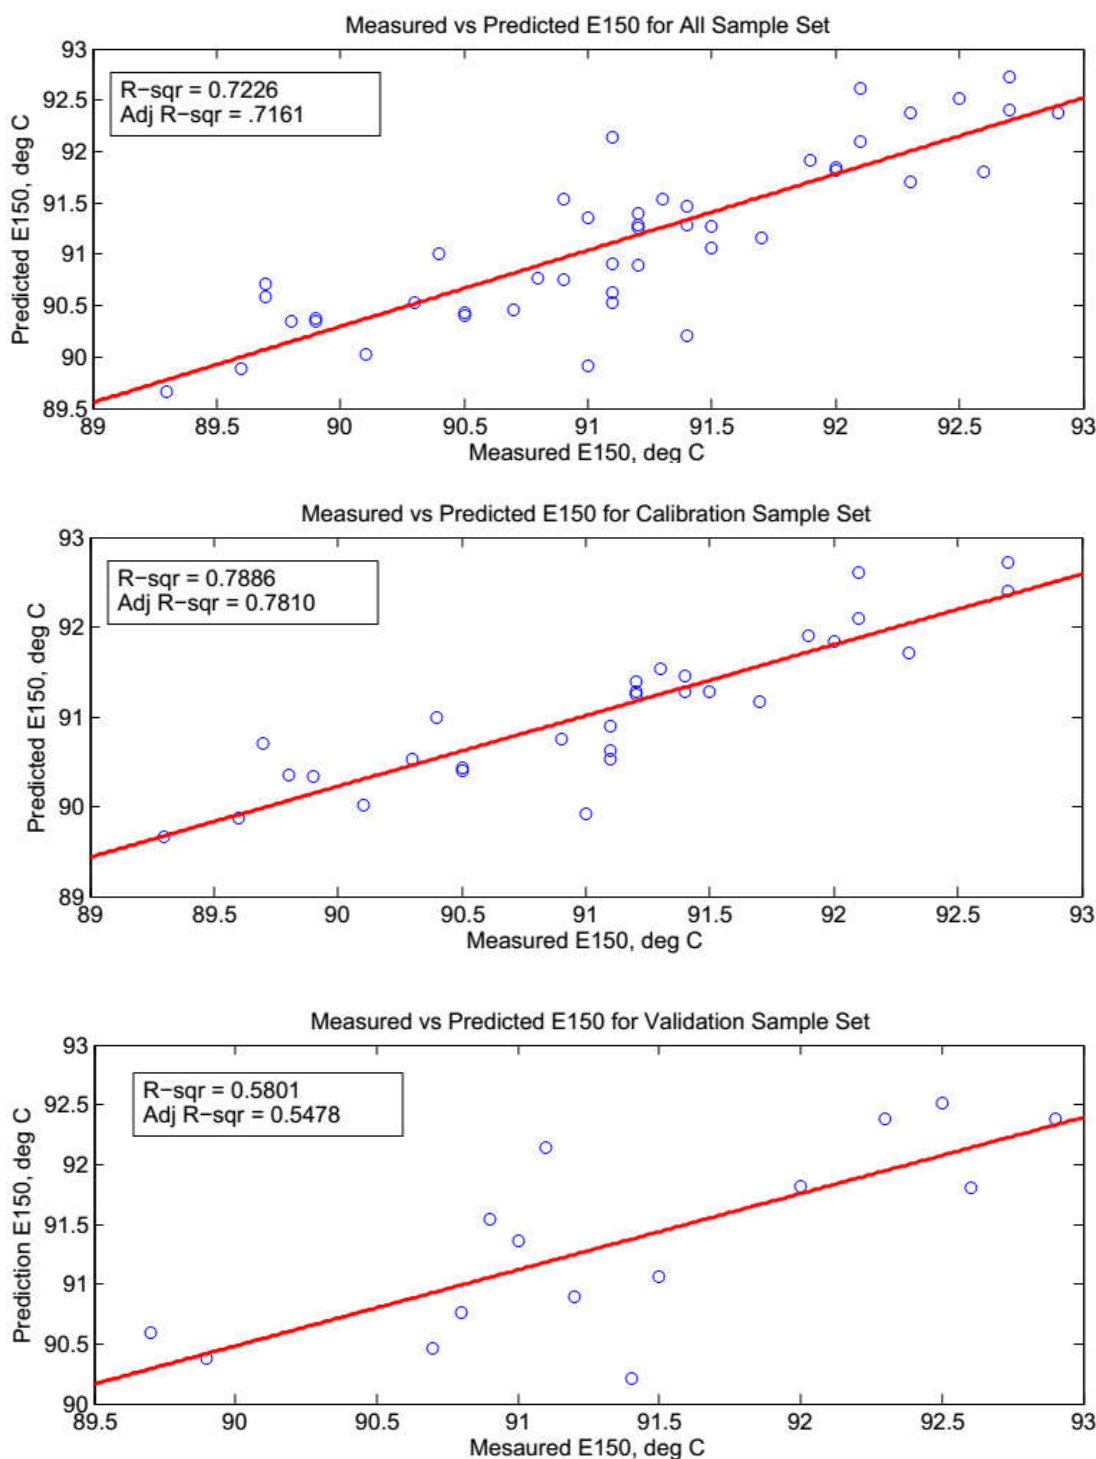 Measured vs Predicted E150 for All Sample Set
93
92.5
92
91.5
91
90.5
90
89.5
Predicted E150, deg C
R−sqr = 0.7226
Adj R−sqr = .7161
89 89.5 90 90.5 91 91.5 92 92.5 93
Measured E150, deg C
Measured vs Predicted E150 for Calibration Sample Set
93
92
91
90
89
Predicted E150, deg C
R−sqr = 0.7886
Adj R−sqr = 0.7810
89 89.5 90 90.5 91 91.5 92 92.5 93
Measured E150, deg C
Measured vs Predicted E150 for Validation Sample Set
93
92.5
92
91.5
91
90.5
90
Prediction E150, deg C
R−sqr = 0.5801
Adj R−sqr = 0.5478
89.5 90 90.5 91 91.5 92 92.5 93
Mesaured E150, deg C